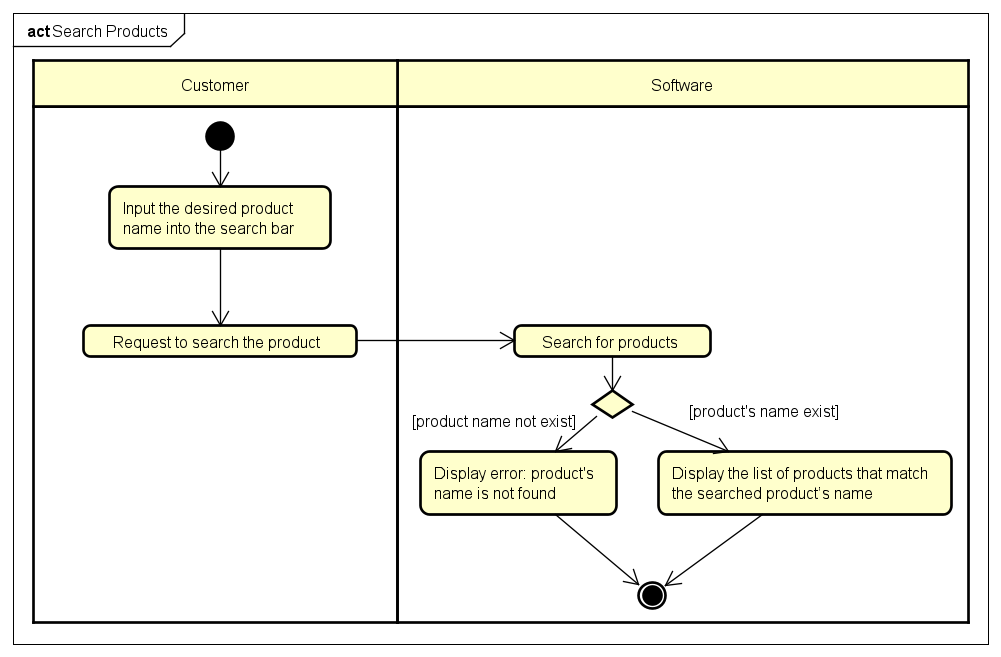 act Search Products
Customer
Software
Input the desired product
name into the search bar
Request to search the product
Search for products
[product name not exist]
[product's name exist]
Display error: product's
name is not found
Display the list of products that match
the searched product's name